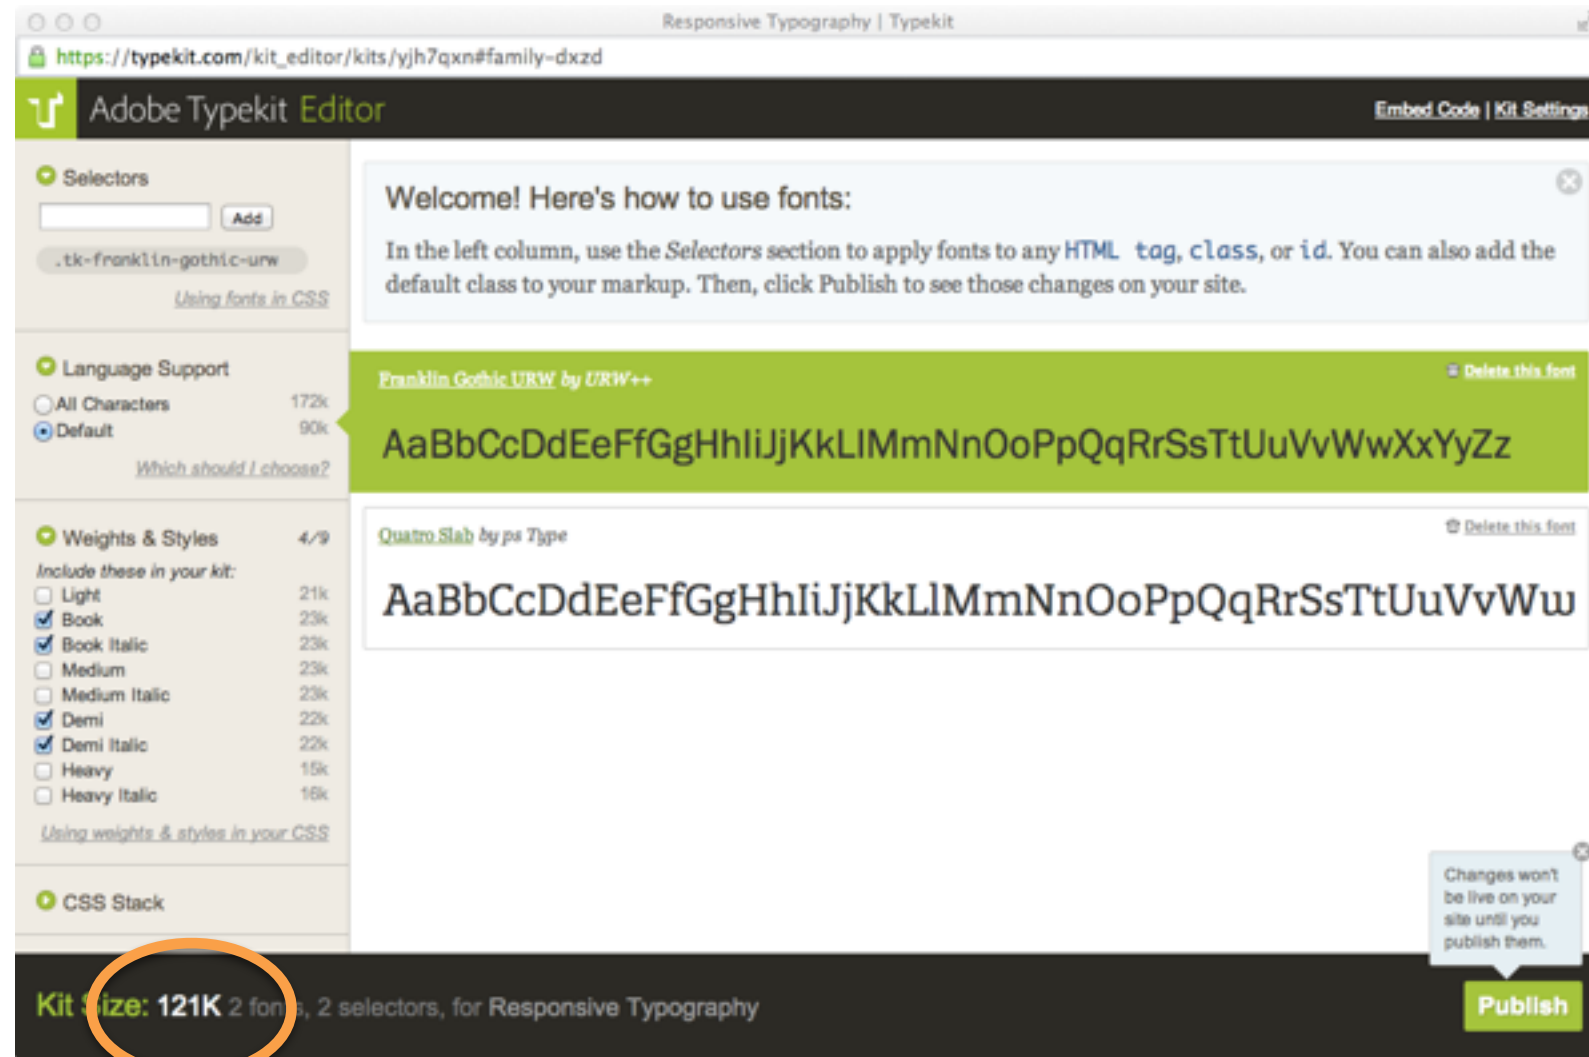 Responsive Typography | Typekit
https://typekit.com/kit_editor/kits/yjh7qxn#family-dxzd
Adobe Typekit Editor
Embed Code | Kit Settings
Selectors
Add
.tk-franklin-gothic-urw
Using fonts in CSS
Language Support
All Characters 172k
Default 90k
Which should I choose?
Weights & Styles 4/9
Include these in your kit:
Light 21k
Book 23k
Book Italic 23k
Medium 23k
Medium Italic 23k
Demi 22k
Demi Italic 22k
Heavy 15k
Heavy Italic 16k
Using weights & styles in your CSS
CSS Stack
Welcome! Here's how to use fonts:
In the left column, use the Selectors section to apply fonts to any HTML tag, class, or id. You can also add the
default class to your markup. Then, click Publish to see those changes on your site.
Franklin Gothic URW by URW++
Delete this font
AaBbCcDdEeFfGgHhIiJjKkLlMmNnOoPpQqRrSsTtUuVvWwXxYyZz
Quatro Slab by ps Type
Delete this font
AaBbCcDdEeFfGgHhIiJjKkLlMmNnOoPpQqRrSsTtUuVvWw
Changes won't
be live on your
site until you
publish them.
Kit Size: 121K 2 fonts, 2 selectors, for Responsive Typography
Publish